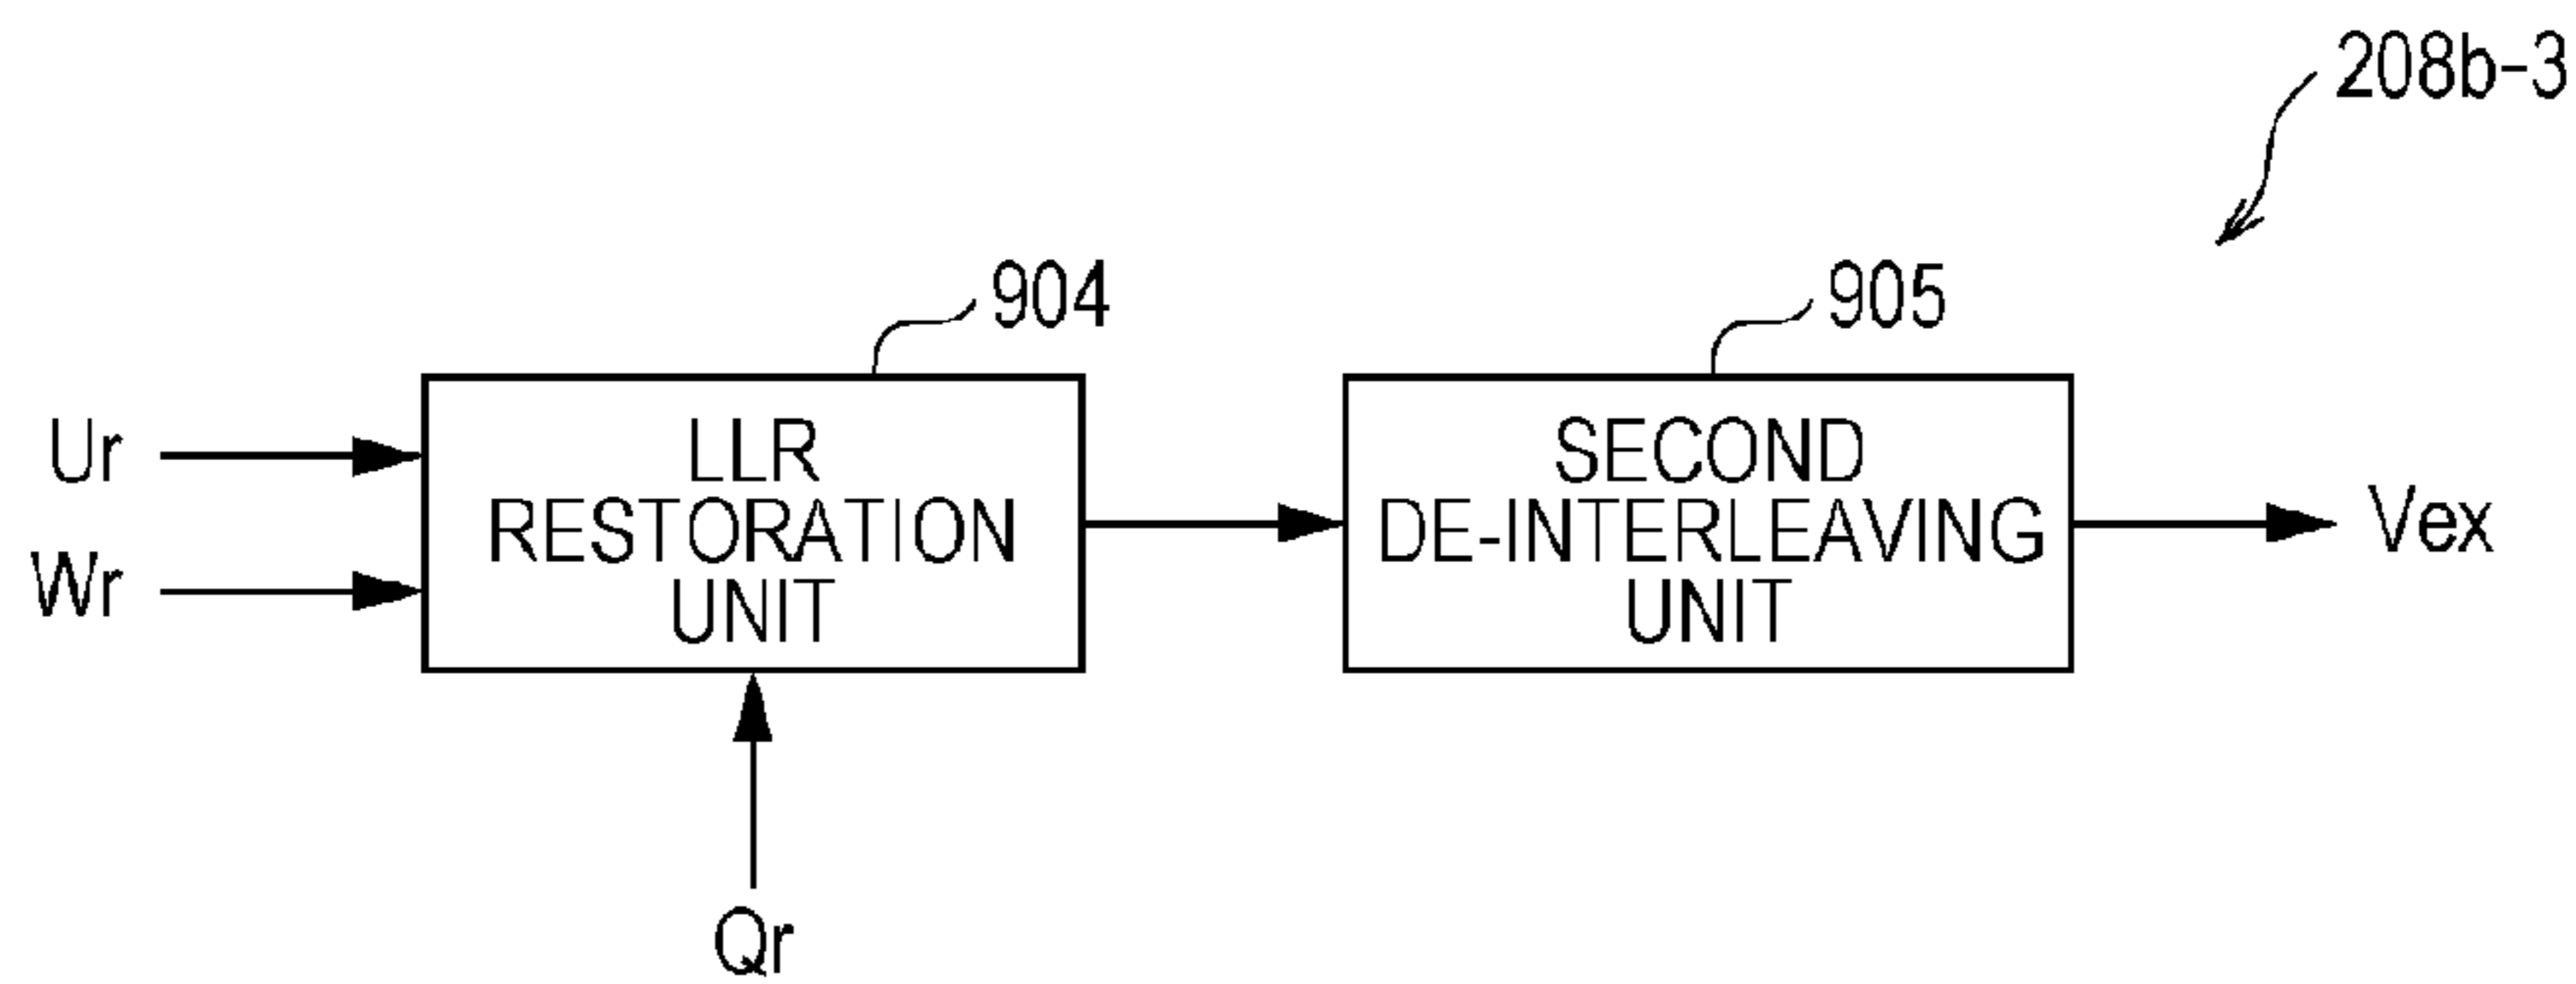 208b-3
904
905
Ur
Wr
LLR
RESTORATION
UNIT
SECOND
DE-INTERLEAVING
UNIT
Vex
Qr